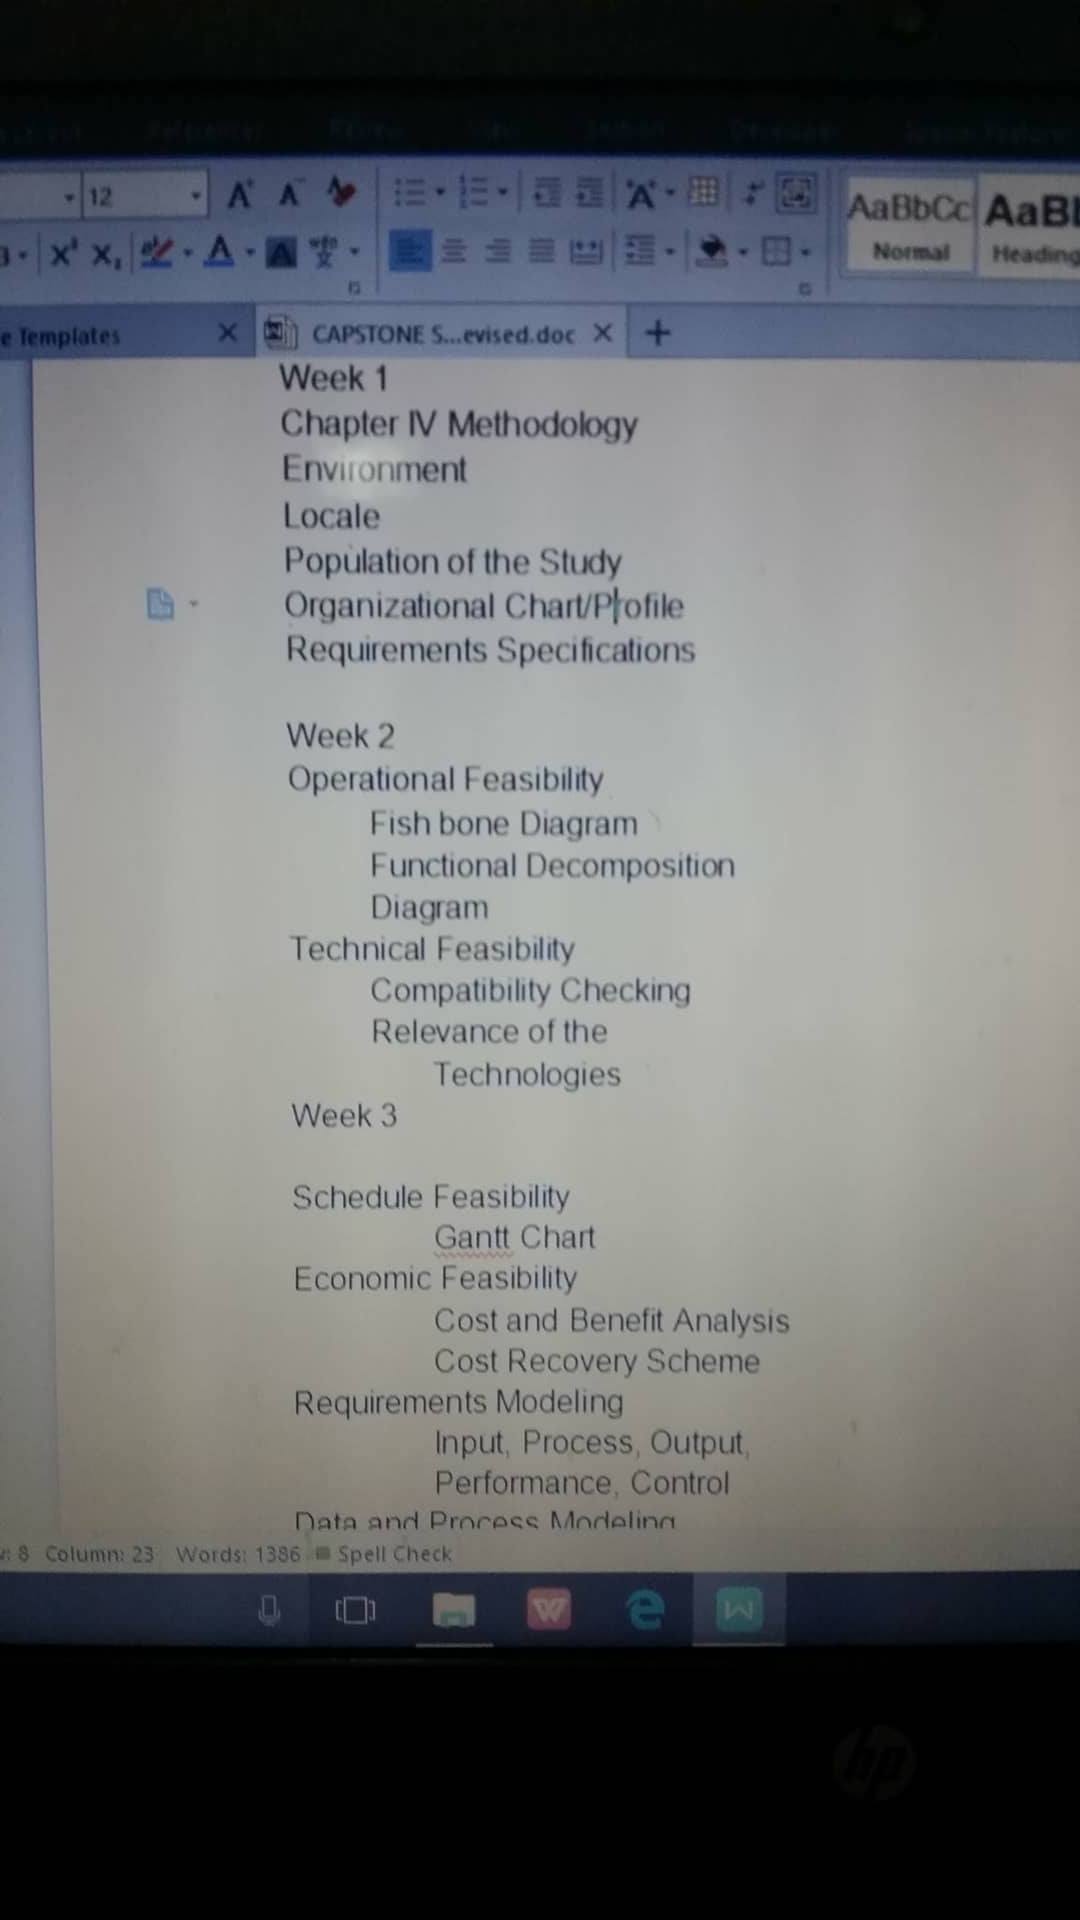 12
AaBbCc
AaBl
Normal
Heading
e Templates
CAPSTONE S...evised.doc
Week 1
Chapter IV Methodology
Environment
Locale
Population of the Study
Organizational Chart/Profile
Requirements Specifications
Week 2
Operational Feasibility
Fish bone Diagram
Functional Decomposition
Diagram
Technical Feasibility
Compatibility Checking
Relevance of the
Technologies
Week 3
Schedule Feasibility
Gantt Chart
Economic Feasibility
Cost and Benefit Analysis
Cost Recovery Scheme
Requirements Modeling
Input, Process, Output,
Performance, Control
Data and Process Modeling
: 8 Column: 23 Words: 1386 Spell Check
hp